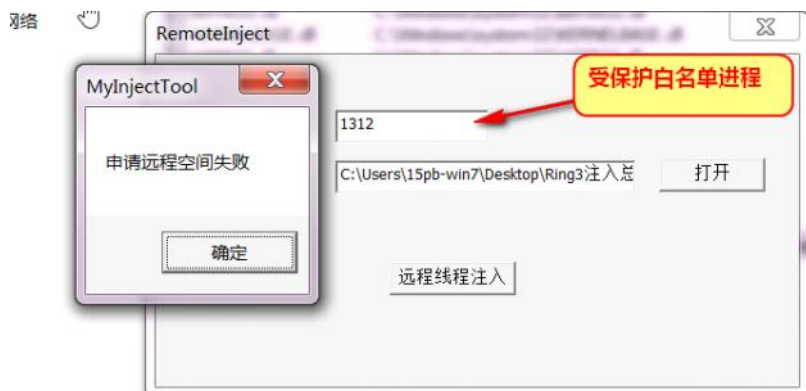 网络
RemoteInject
MyInjectTool
受保护白名单进程
1312
申请远程空间失败
C:\Users\15pb-win7\Desktop\Ring3注入总
打开
确定
远程线程注入